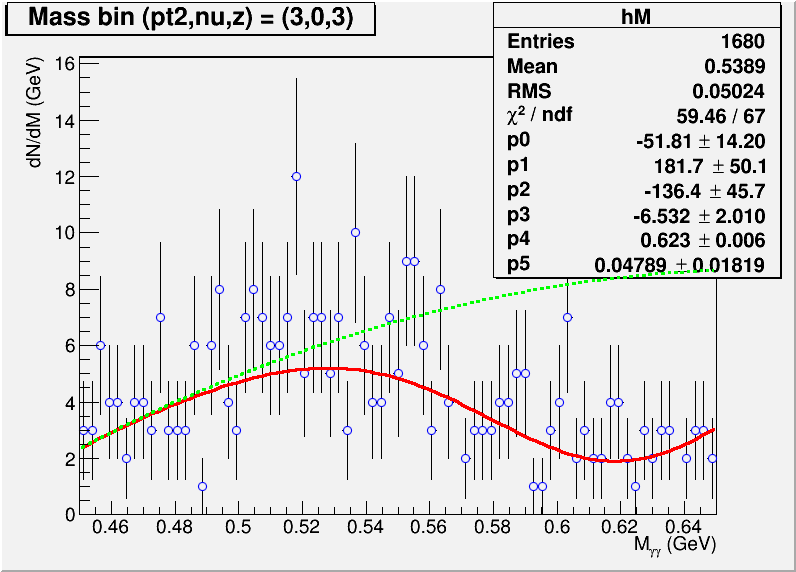 Mass bin (pt2,nu,z) = (3,0,3)
hM
Entries 1680
Mean 0.5389
RMS 0.05024
χ² / ndf 59.46 / 67
p0 -51.81 ± 14.20
p1 181.7 ± 50.1
p2 -136.4 ± 45.7
p3 -6.532 ± 2.010
p4 0.623 ± 0.006
p5 0.04789 ± 0.01819
dN/dM (GeV)
16
14
12
10
8
6
4
2
0
0.46 0.48 0.5 0.52 0.54 0.56 0.58 0.6 0.62 0.64
Mγγ (GeV)